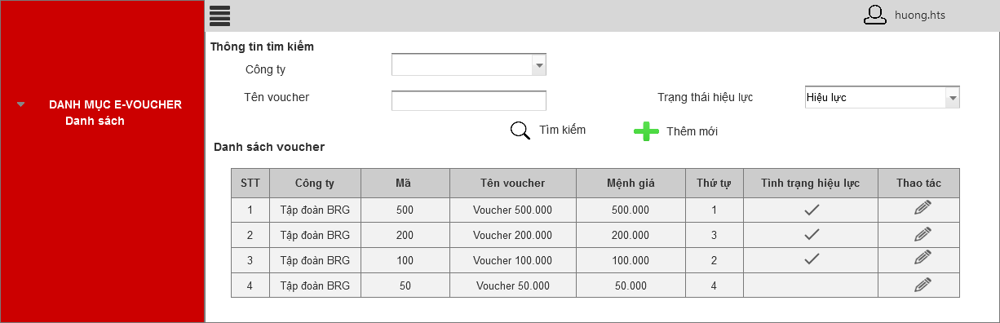 huong.hts
DANH MỤC E-VOUCHER
Danh sách
Thông tin tìm kiếm
Công ty
Tên voucher
Trạng thái hiệu lực
Hiệu lực
Tìm kiếm
Thêm mới
Danh sách voucher
STT Công ty Mã Tên voucher Mệnh giá Thứ tự Tình trạng hiệu lực Thao tác
1 Tập đoàn BRG 500 Voucher 500.000 500.000 1
2 Tập đoàn BRG 200 Voucher 200.000 200.000 3
3 Tập đoàn BRG 100 Voucher 100.000 100.000 2
4 Tập đoàn BRG 50 Voucher 50.000 50.000 4